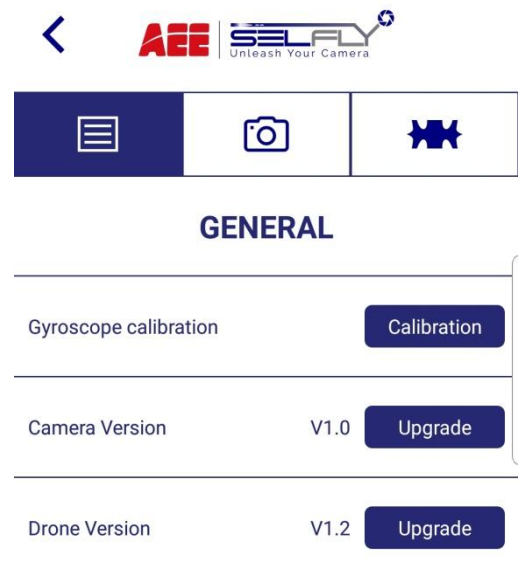 AEE SELFLY
Unleash Your Camera
GENERAL
Gyroscope calibration Calibration
Camera Version V1.0 Upgrade
Drone Version V1.2 Upgrade